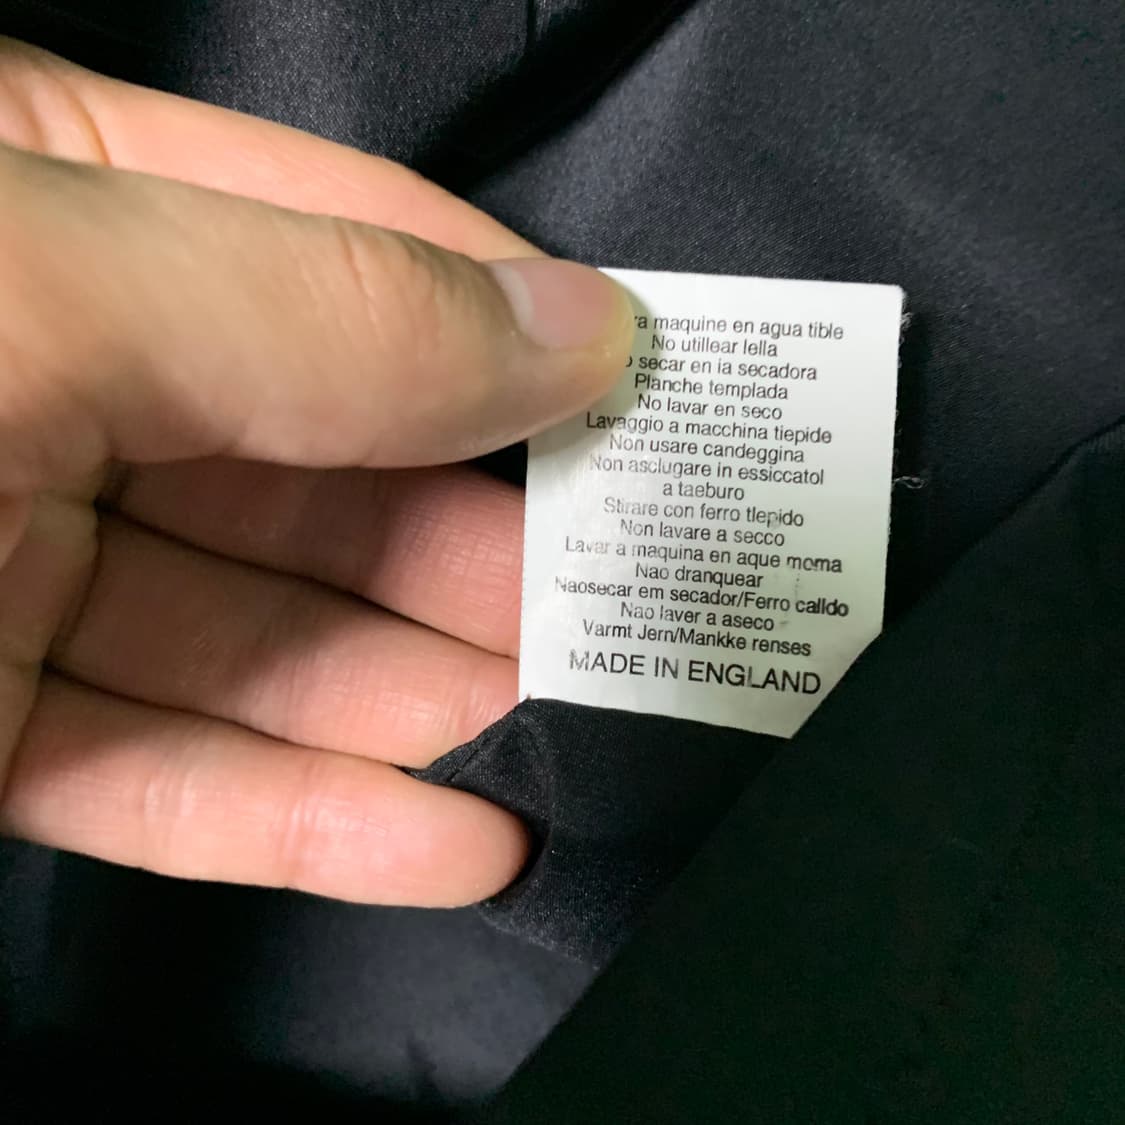 maquine en agua tible
No utillear lella
secar en ia secadora
Planche templada
No lavar en seco
Lavaggio a macchina tiepide
Non usare candeggina
Non asclugare in essiccatol
a taeburo
Stirare con ferro tlepido
Non lavare a secco
Lavar a maquina en aque moma
Nao dranquear
Naosecar em secador/Ferro calldo
Nao laver a aseco
Varmt Jern/Mankke renses
MADE IN ENGLAND